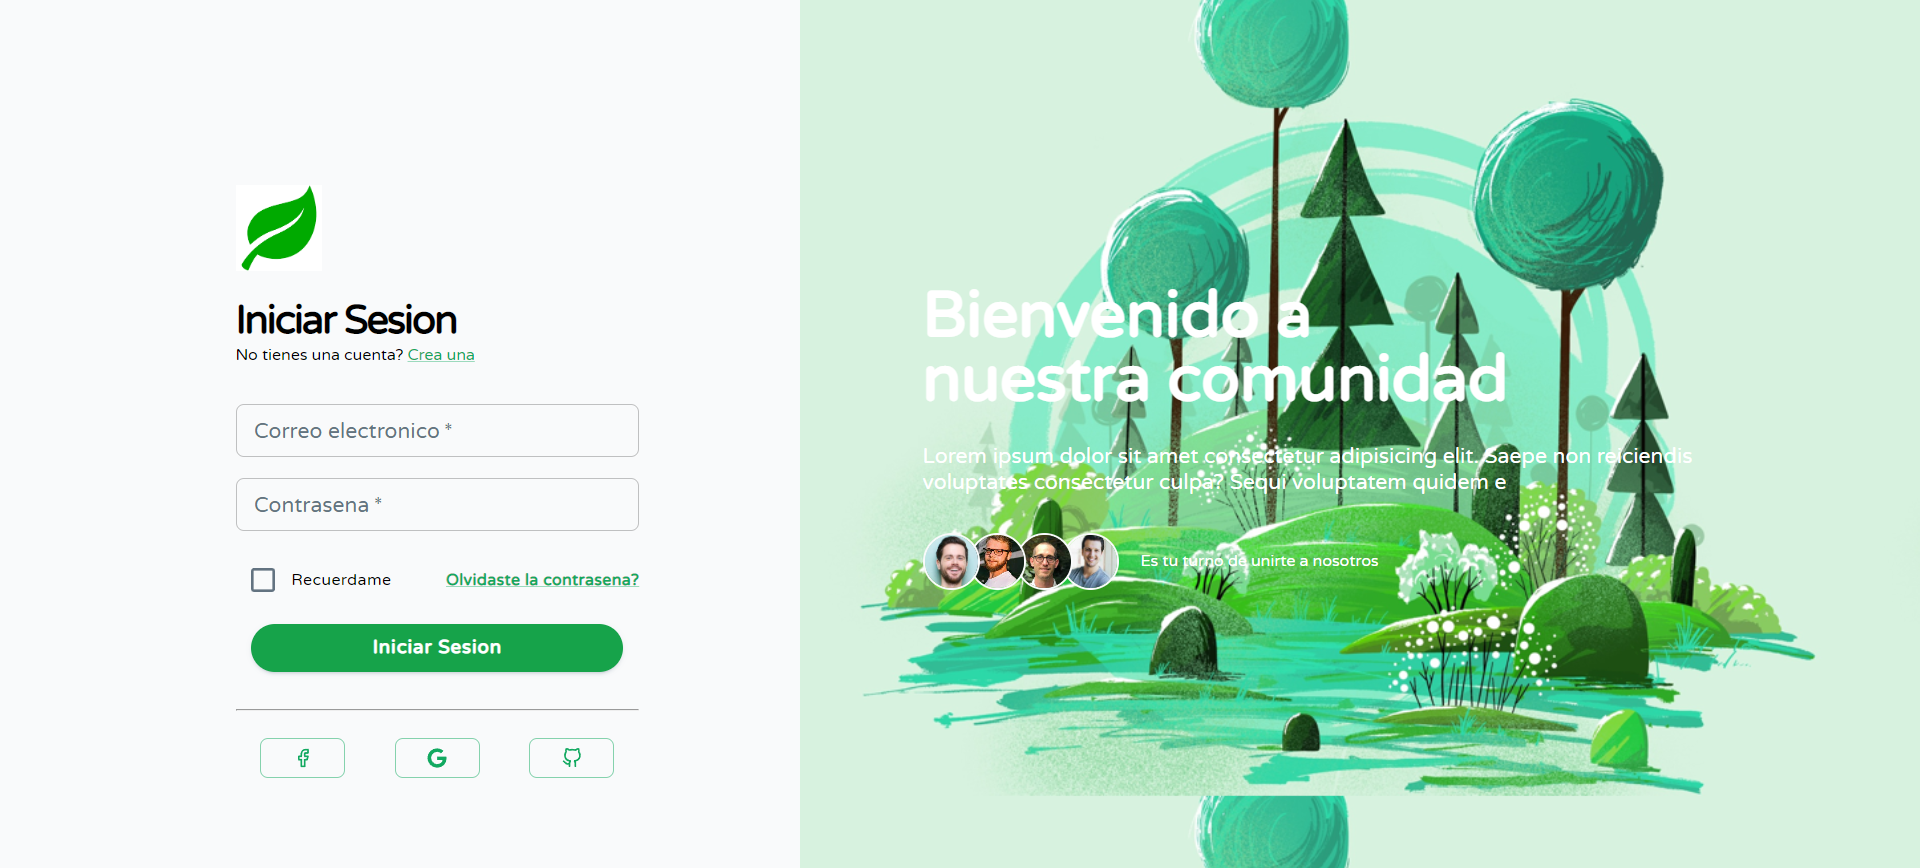 Iniciar Sesion
No tienes una cuenta? Crea una
Correo electronico *
Contrasena *
Recuerdame
Olvidaste la contrasena?
Iniciar Sesion
Bienvenido a
nuestra comunidad
Lorem ipsum dolor sit amet consectetur adipisicing elit. Saepe non reiciendis
voluptates consectetur culpa? Sequi voluptatem quidem e
Es tu turno de unirte a nosotros